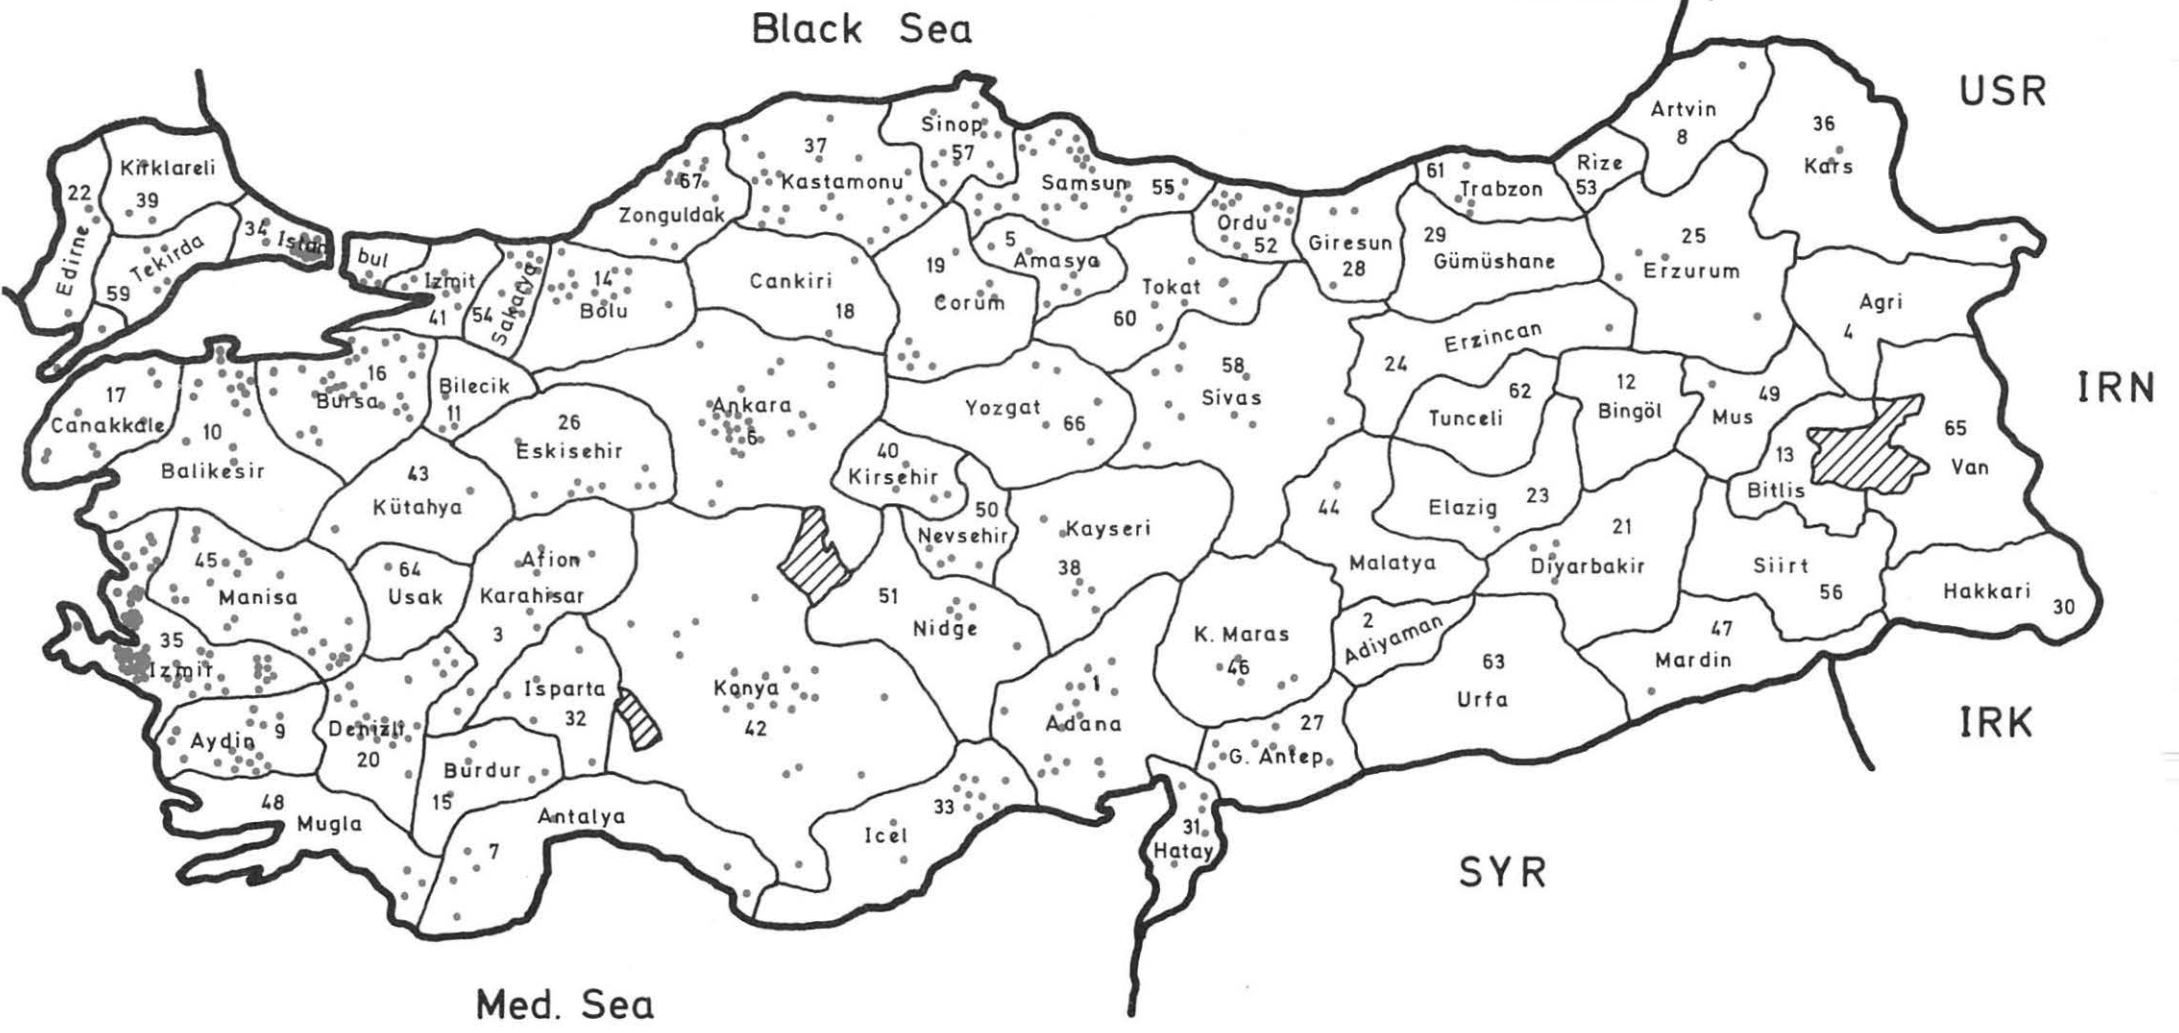 Black Sea
USR
Artvin
8
36
Kars
Sinop
57
37
Kastamonu
67
Zonguldak
Samsun 55
61
Trabzon
Rize
53
Kirklareli
39
22
Edirne
Tekirda
59
34 Istan
bul
Izmit
41
54
Sakarya
14
Bolu
Cankiri
18
19
Corum
5
Amasya
Tokat
60
Ordu
52
Giresun
28
29
Gümüshane
25
Erzurum
Agri
4
Erzincan
24
58
Sivas
62
Tunceli
12
Bingöl
49
Mus
IRN
65
Van
13
Bitlis
17
Canakkale
10
Balikesir
16
Bursa
Bilecik
11
26
Eskisehir
Ankara
6
Yozgat
66
40
Kirsehir
50
Nevsehir
Kayseri
38
44
Malatya
Elazig 23
21
Diyarbakir
Siirt
56
Hakkari
30
43
Kütahya
45
Manisa
64
Usak
Afion
Karahisar
3
51
Nidge
K. Maras
46
2
Adiyaman
63
Urfa
47
Mardin
35
Izmir
Aydin 9
Denizli
20
Isparta
32
Konya
42
1
Adana
27
G. Antep
IRK
Burdur
15
48
Mugla
Antalya
7
33
Icel
31
Hatay
SYR
Med. Sea